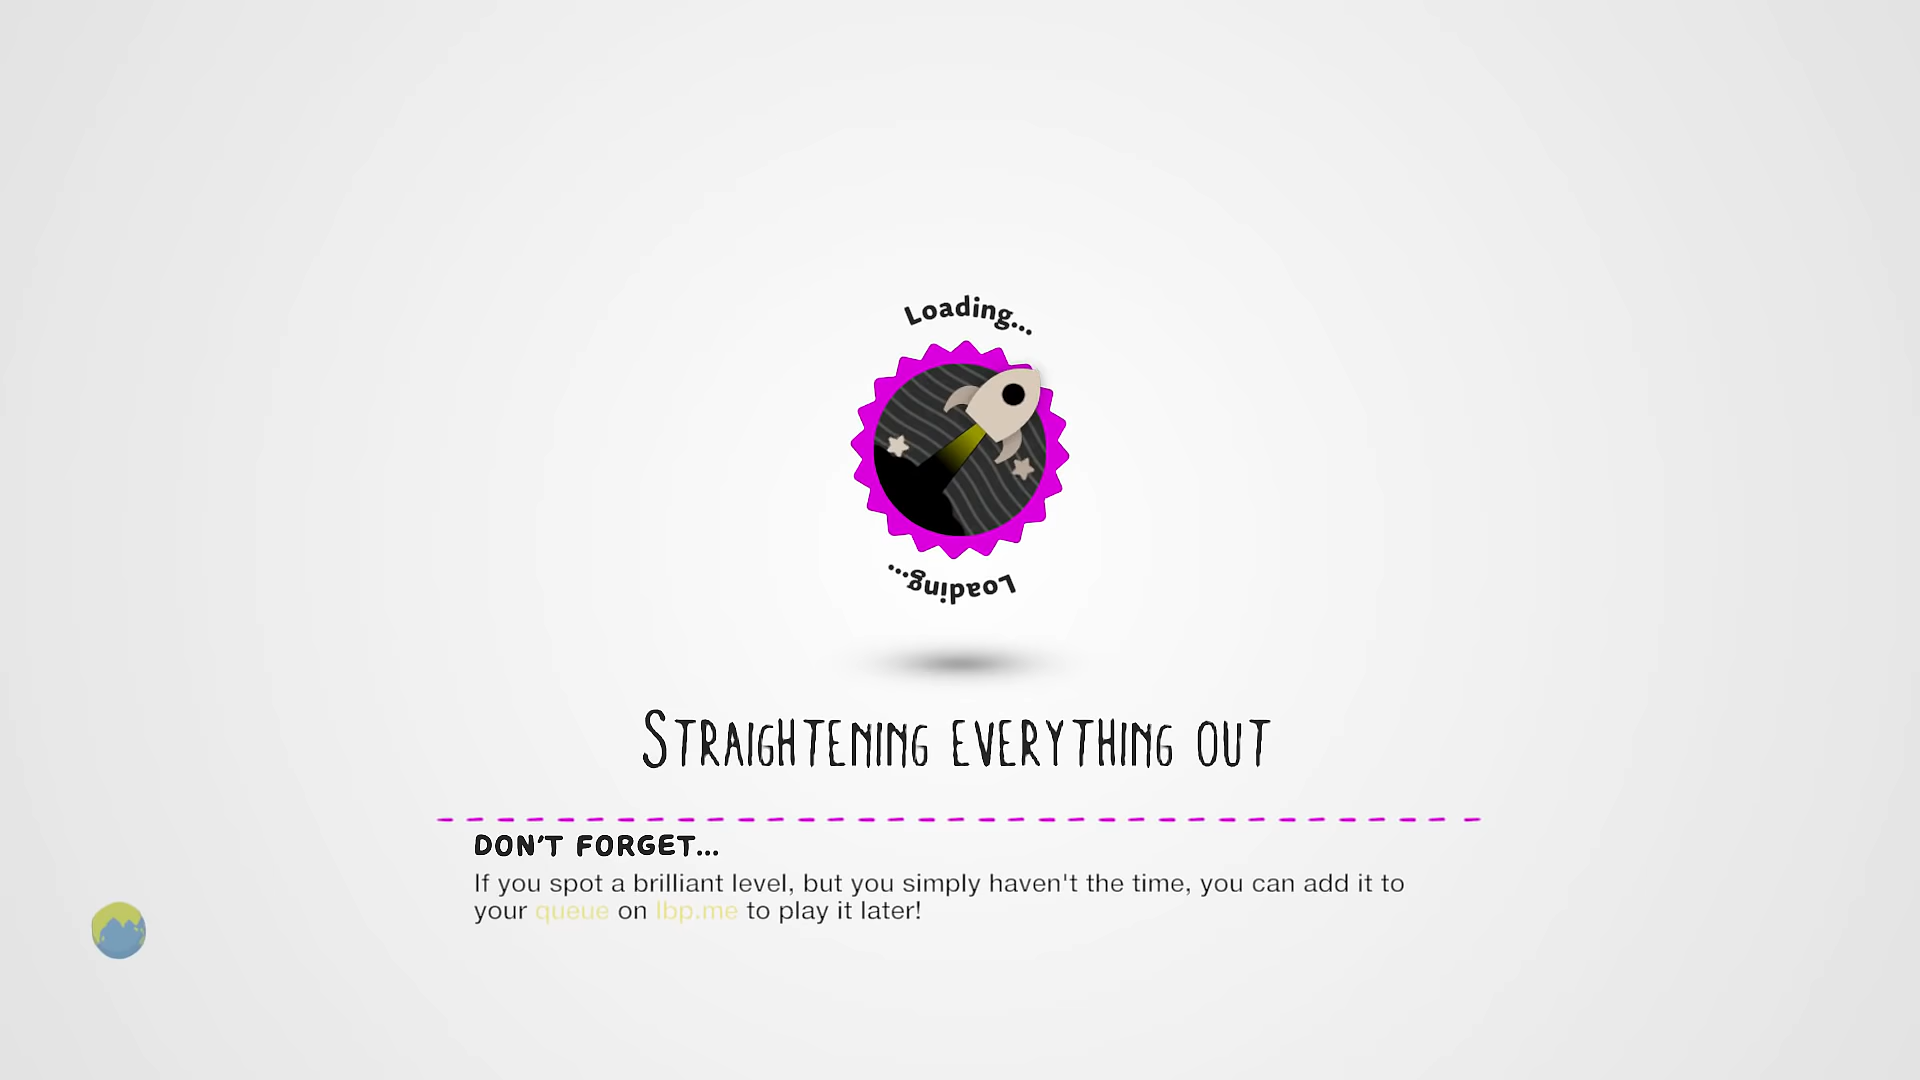 Loading...
Loading...
STRAIGHTENING EVERYTHING OUT
DON'T FORGET...
If you spot a brilliant level, but you simply haven't the time, you can add it to
your queue on lbp.me to play it later!